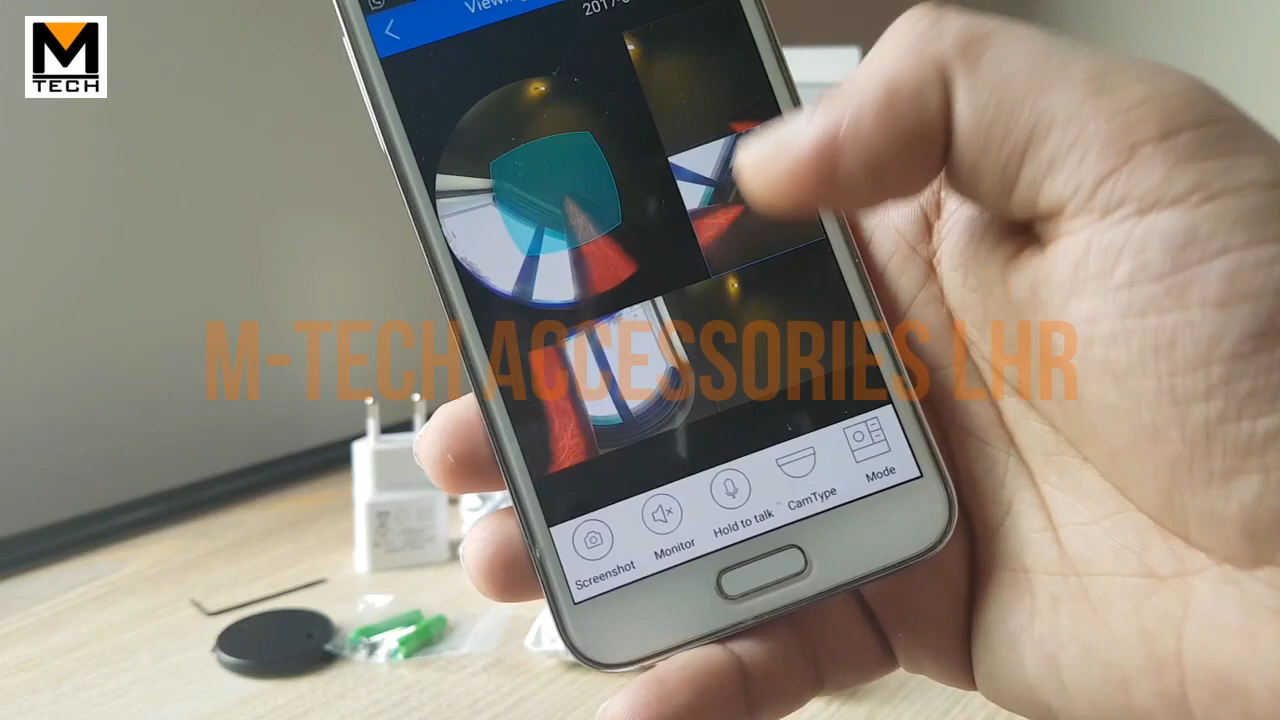 M
TECH
M-TECH ACCESSORIES LHR
Screenshot
Monitor
Hold to talk
CamType
Mode